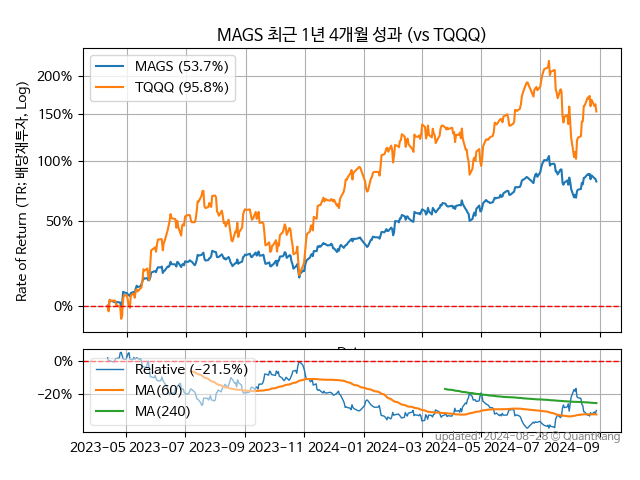 MAGS 최근 1년 4개월 성과 (vs TQQQ)
Rate of Return (TR: 배당재투자, Log)
200%
150%
100%
50%
0%
MAGS (53.7%)
TQQQ (95.8%)
0%
−20%
Relative (−21.5%)
MA(60)
MA(240)
updated: 2024-08-28 © QuantKang
2023−05 2023−07 2023−09 2023−11 2024−01 2024−03 2024−05 2024−07 2024−09